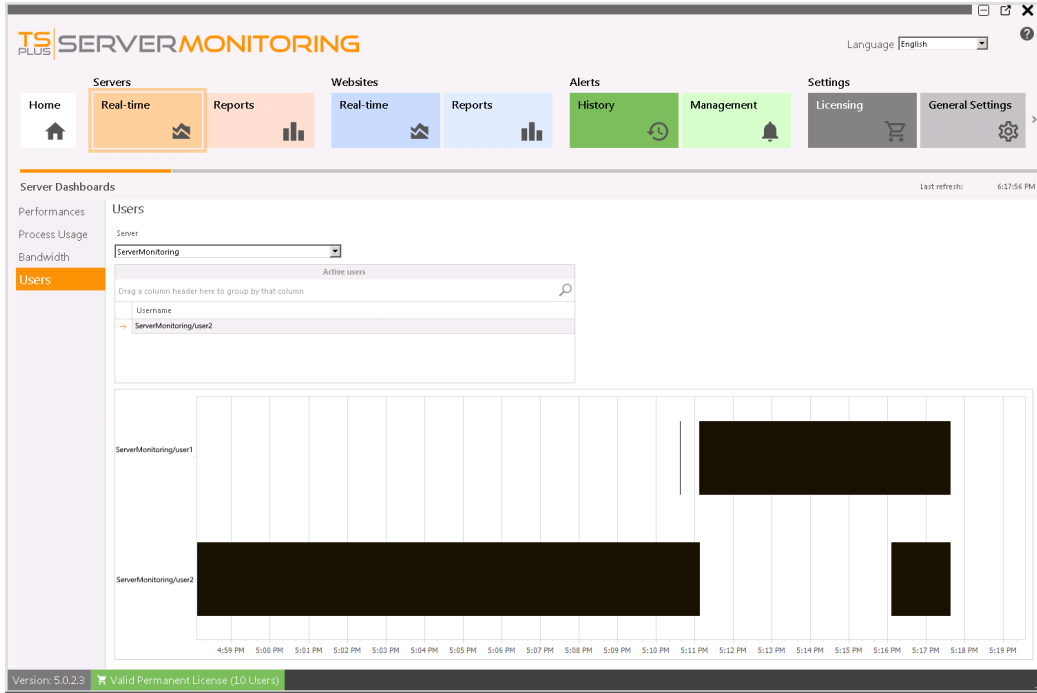 TS PLUS SERVERMONITORING
Language English
Servers Websites Alerts Settings
Home Real-time Reports Real-time Reports History Management Licensing General Settings
Server Dashboards Last refresh: 6:17:56 PM
Performances
Process Usage
Bandwidth
Users
Users
Server
ServerMonitoring
Active users
Drag a column header here to group by that column
Username
ServerMonitoring/user2
ServerMonitoring/user1
ServerMonitoring/user2
4:59 PM 5:00 PM 5:01 PM 5:02 PM 5:03 PM 5:04 PM 5:05 PM 5:06 PM 5:07 PM 5:08 PM 5:09 PM 5:10 PM 5:11 PM 5:12 PM 5:13 PM 5:14 PM 5:15 PM 5:16 PM 5:17 PM 5:18 PM 5:19 PM
Version: 5.0.2.3 Valid Permanent License (10 Users)